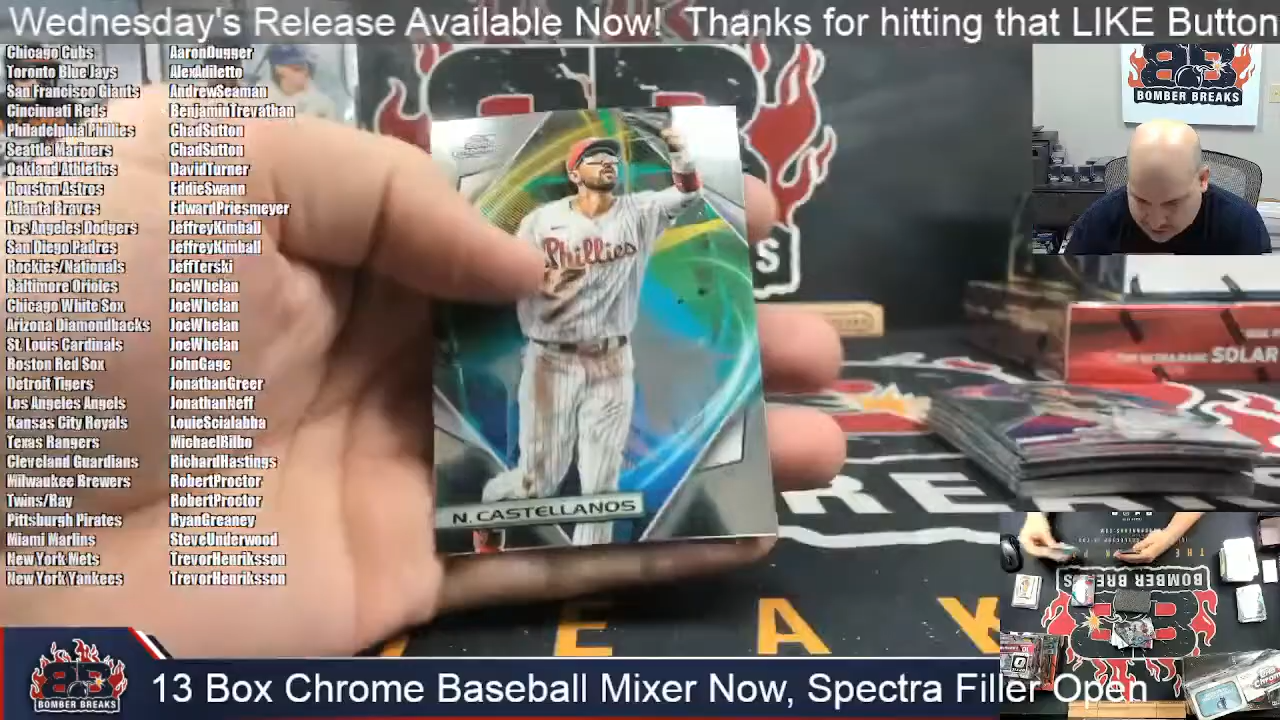 Wednesday's Release Available Now!  Thanks for hitting that LIKE Button
Chicago Cubs AaronDugger
Toronto Blue Jays AlexAdiletto
San Francisco Giants AndrewSeaman
Cincinnati Reds BenjaminTrevathan
Philadelphia Phillies ChadSutton
Seattle Mariners ChadSutton
Oakland Athletics DavidTurner
Houston Astros EddieSwann
Atlanta Braves EdwardPriesmeyer
Los Angeles Dodgers JeffreyKimball
San Diego Padres JeffreyKimball
Rockies/Nationals JeffTerski
Baltimore Orioles JoeWhelan
Chicago White Sox JoeWhelan
Arizona Diamondbacks JoeWhelan
St. Louis Cardinals JoeWhelan
Boston Red Sox JohnGage
Detroit Tigers JonathanGreer
Los Angeles Angels JonathanNeff
Kansas City Royals LouieScialabba
Texas Rangers MichaelBilbo
Cleveland Guardians RichardHastings
Milwaukee Brewers RobertProctor
Twins/Ray RobertProctor
Pittsburgh Pirates RyanGreaney
Miami Marlins SteveUnderwood
New York Mets TrevorHenriksson
New York Yankees TrevorHenriksson
BOMBER BREAKS
Phillies
N. CASTELLANOS
SOLAR
BOMBER BREAKS
BB
BOMBER BREAKS
13 Box Chrome Baseball Mixer Now, Spectra Filler Open